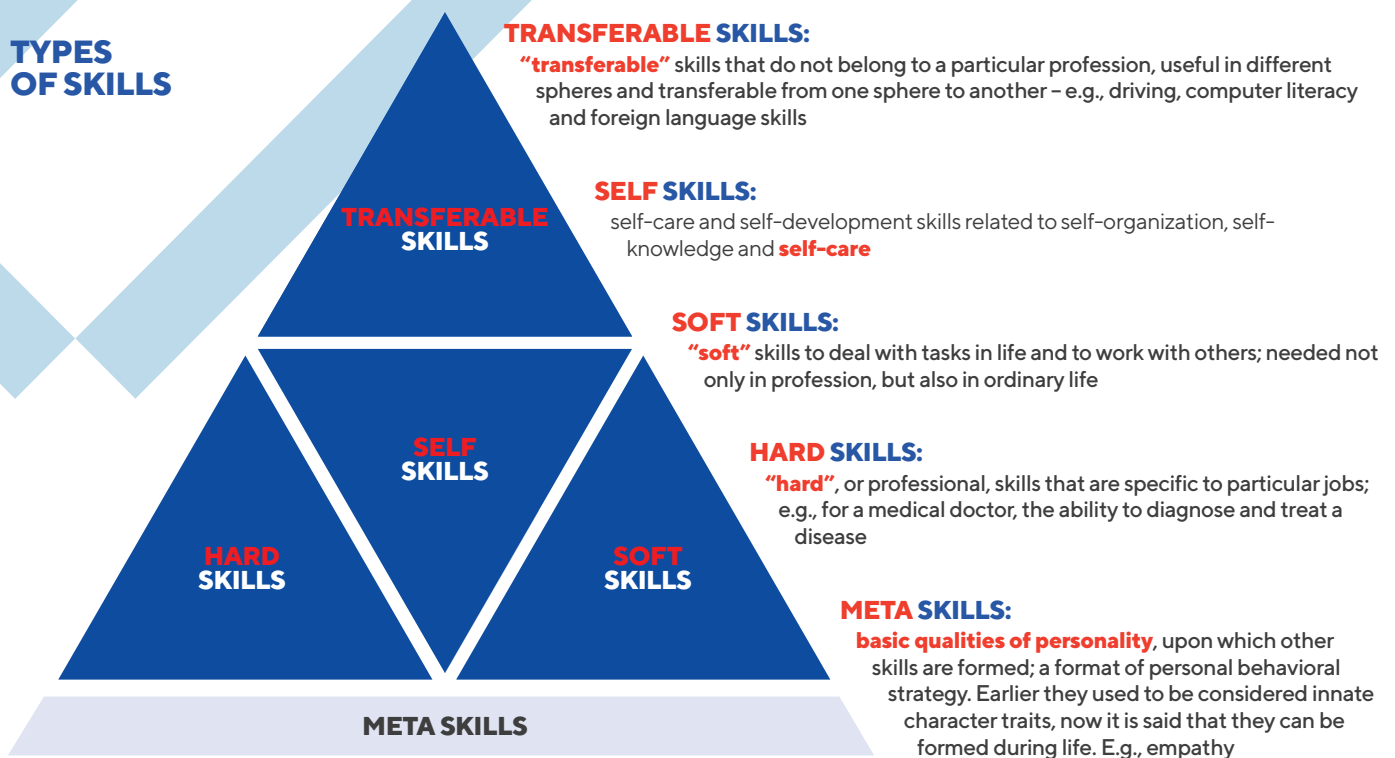 TYPES
OF SKILLS
TRANSFERABLE SKILLS:
“transferable” skills that do not belong to a particular profession, useful in different
spheres and transferable from one sphere to another – e.g., driving, computer literacy
and foreign language skills
SELF SKILLS:
self-care and self-development skills related to self-organization, self-
knowledge and self-care
SOFT SKILLS:
“soft” skills to deal with tasks in life and to work with others; needed not
only in profession, but also in ordinary life
HARD SKILLS:
“hard”, or professional, skills that are specific to particular jobs;
e.g., for a medical doctor, the ability to diagnose and treat a
disease
META SKILLS:
basic qualities of personality, upon which other
skills are formed; a format of personal behavioral
strategy. Earlier they used to be considered innate
character traits, now it is said that they can be
formed during life. E.g., empathy
TRANSFERABLE
SKILLS
SELF
SKILLS
HARD
SKILLS
SOFT
SKILLS
META SKILLS